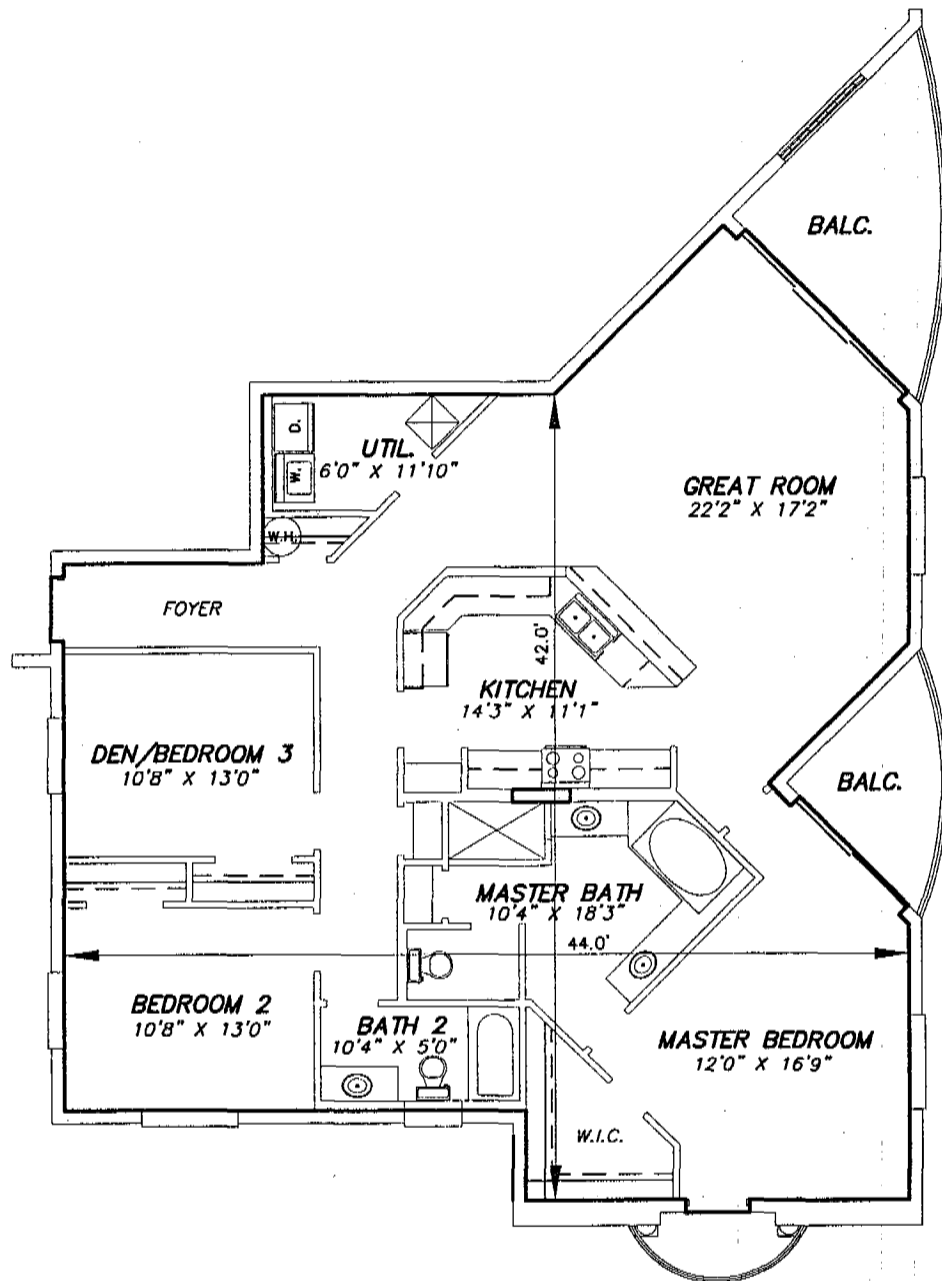 BALC.
D.
W.
UTIL.
6'0" X 11'10"
GREAT ROOM
22'2" X 17'2"
W.H.
FOYER
42.0'
KITCHEN
14'3" X 11'1"
DEN/BEDROOM 3
10'8" X 13'0"
BALC.
MASTER BATH
10'4" X 18'3"
44.0'
BEDROOM 2
10'8" X 13'0"
BATH 2
10'4" X 5'0"
MASTER BEDROOM
12'0" X 16'9"
W.I.C.